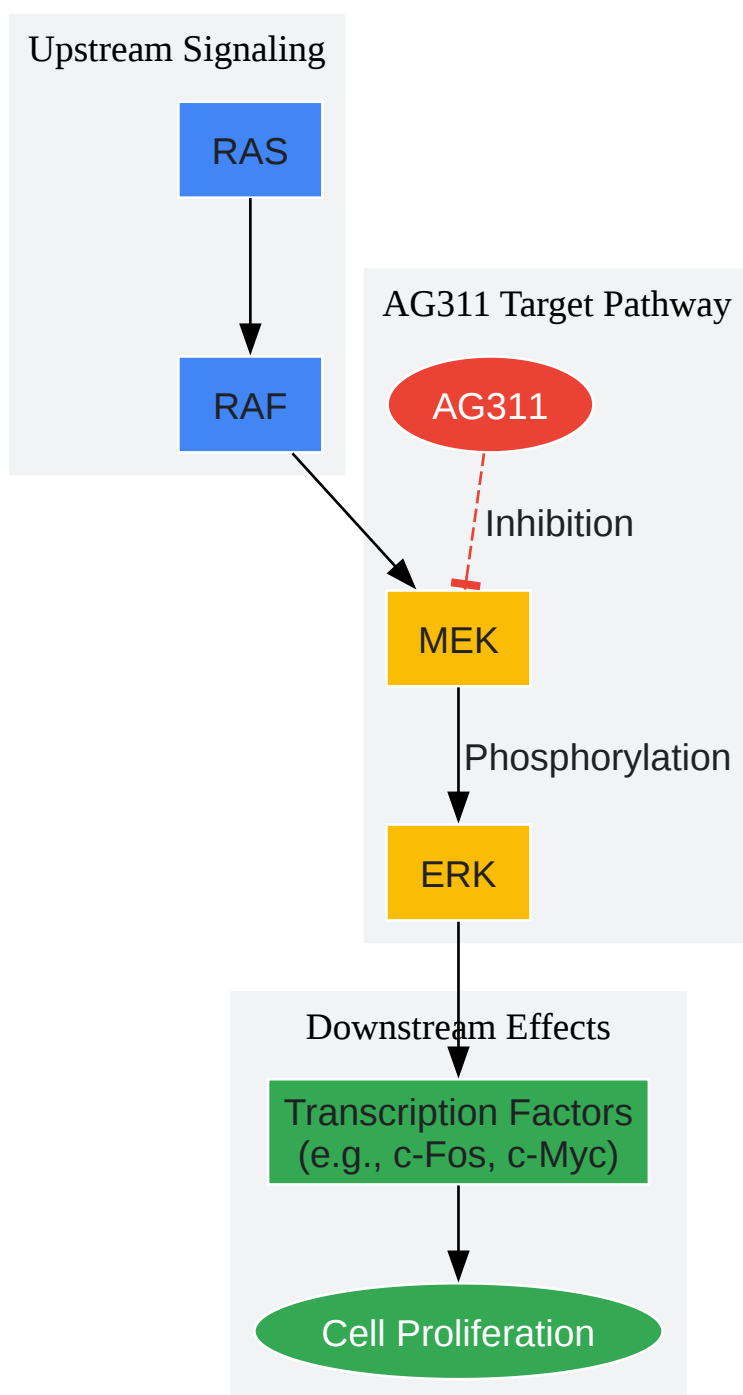 Upstream Signaling
RAS
RAF
AG311 Target Pathway
AG311
Inhibition
MEK
Phosphorylation
ERK
Downstream Effects
Transcription Factors
(e.g., c-Fos, c-Myc)
Cell Proliferation